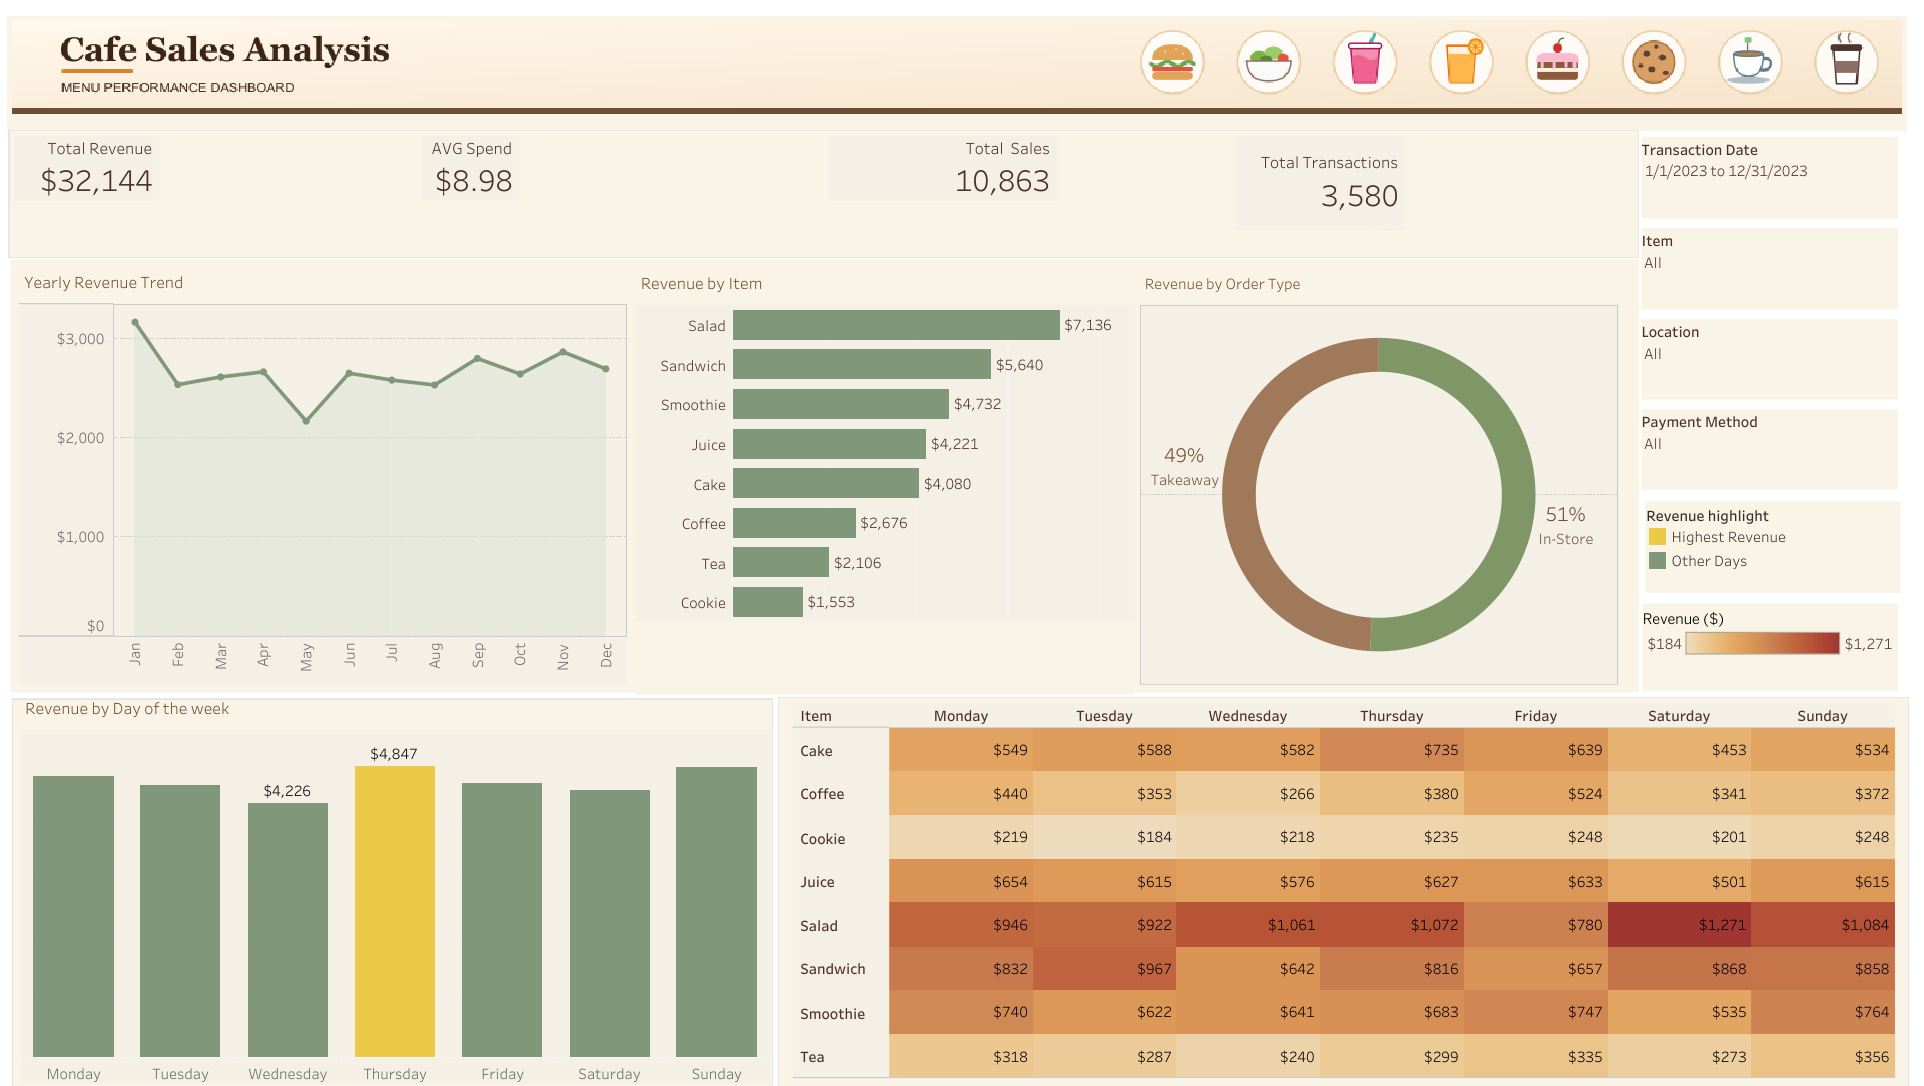 Cafe Sales Analysis
MENU PERFORMANCE DASHBOARD
Total Revenue
$32,144
AVG Spend
$8.98
Total Sales
10,863
Total Transactions
3,580
Transaction Date
1/1/2023 to 12/31/2023
Item
All
Location
All
Payment Method
All
Revenue highlight
Highest Revenue
Other Days
Revenue ($)
$184 $1,271
Yearly Revenue Trend
$3,000
$2,000
$1,000
$0
Jan Feb Mar Apr May Jun Jul Aug Sep Oct Nov Dec
Revenue by Item
Salad $7,136
Sandwich $5,640
Smoothie $4,732
Juice $4,221
Cake $4,080
Coffee $2,676
Tea $2,106
Cookie $1,553
Revenue by Order Type
49%
Takeaway
51%
In-Store
Revenue by Day of the week
$4,847
$4,226
Monday Tuesday Wednesday Thursday Friday Saturday Sunday
Item Monday Tuesday Wednesday Thursday Friday Saturday Sunday
Cake $549 $588 $582 $735 $639 $453 $534
Coffee $440 $353 $266 $380 $524 $341 $372
Cookie $219 $184 $218 $235 $248 $201 $248
Juice $654 $615 $576 $627 $633 $501 $615
Salad $946 $922 $1,061 $1,072 $780 $1,271 $1,084
Sandwich $832 $967 $642 $816 $657 $868 $858
Smoothie $740 $622 $641 $683 $747 $535 $764
Tea $318 $287 $240 $299 $335 $273 $356